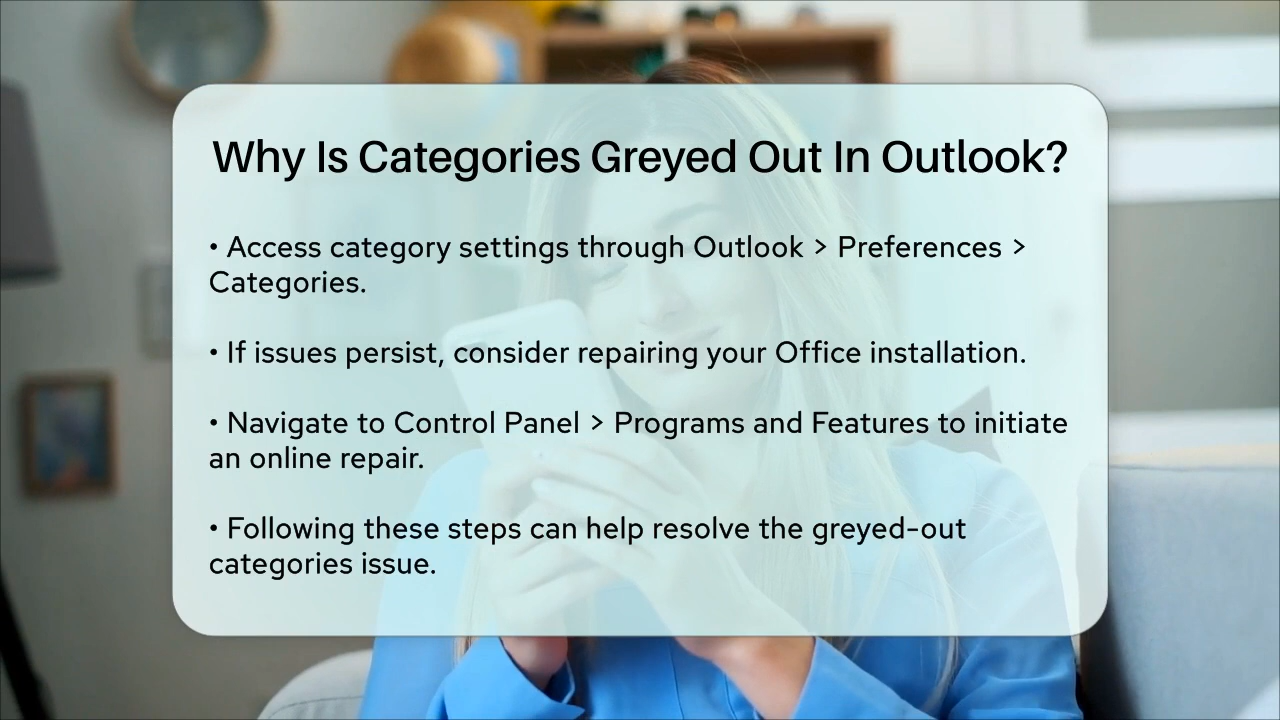 Why Is Categories Greyed Out In Outlook?
• Access category settings through Outlook > Preferences >
Categories.
• If issues persist, consider repairing your Office installation.
• Navigate to Control Panel > Programs and Features to initiate
an online repair.
• Following these steps can help resolve the greyed-out
categories issue.